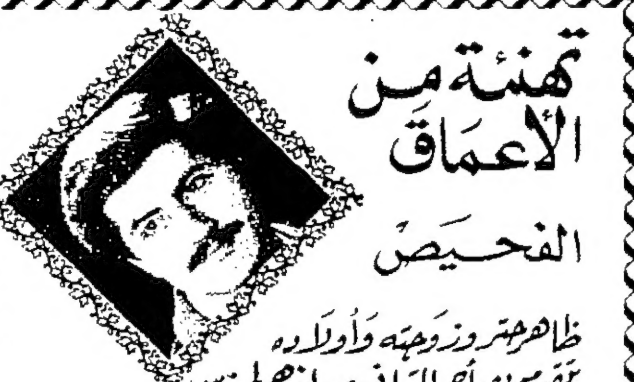 تهنئة من
الأعماق
الفحيص
ظاهر حتر وزوجته وأولاده